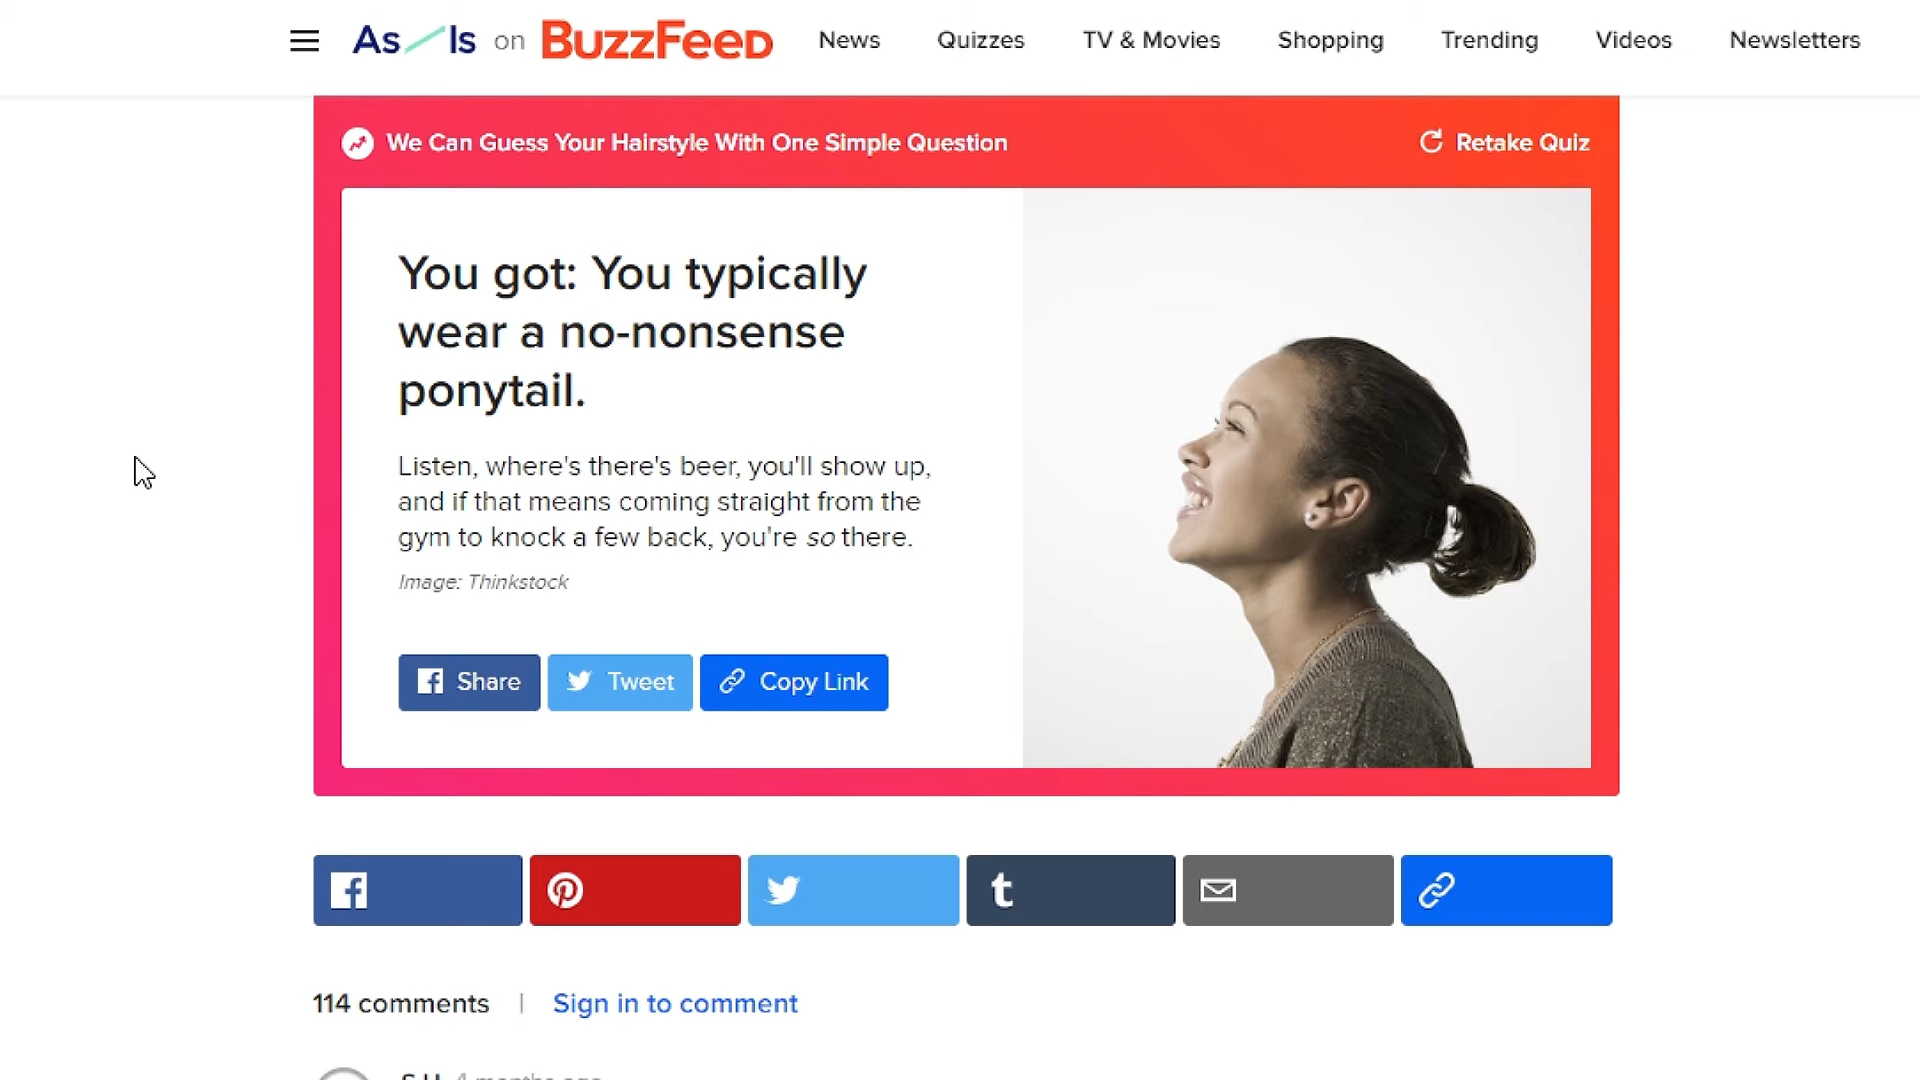 As/Is on BuzzFeed News Quizzes TV & Movies Shopping Trending Videos Newsletters
We Can Guess Your Hairstyle With One Simple Question
Retake Quiz
You got: You typically
wear a no-nonsense
ponytail.
Listen, where's there's beer, you'll show up,
and if that means coming straight from the
gym to knock a few back, you're so there.
Image: Thinkstock
Share Tweet Copy Link
114 comments | Sign in to comment